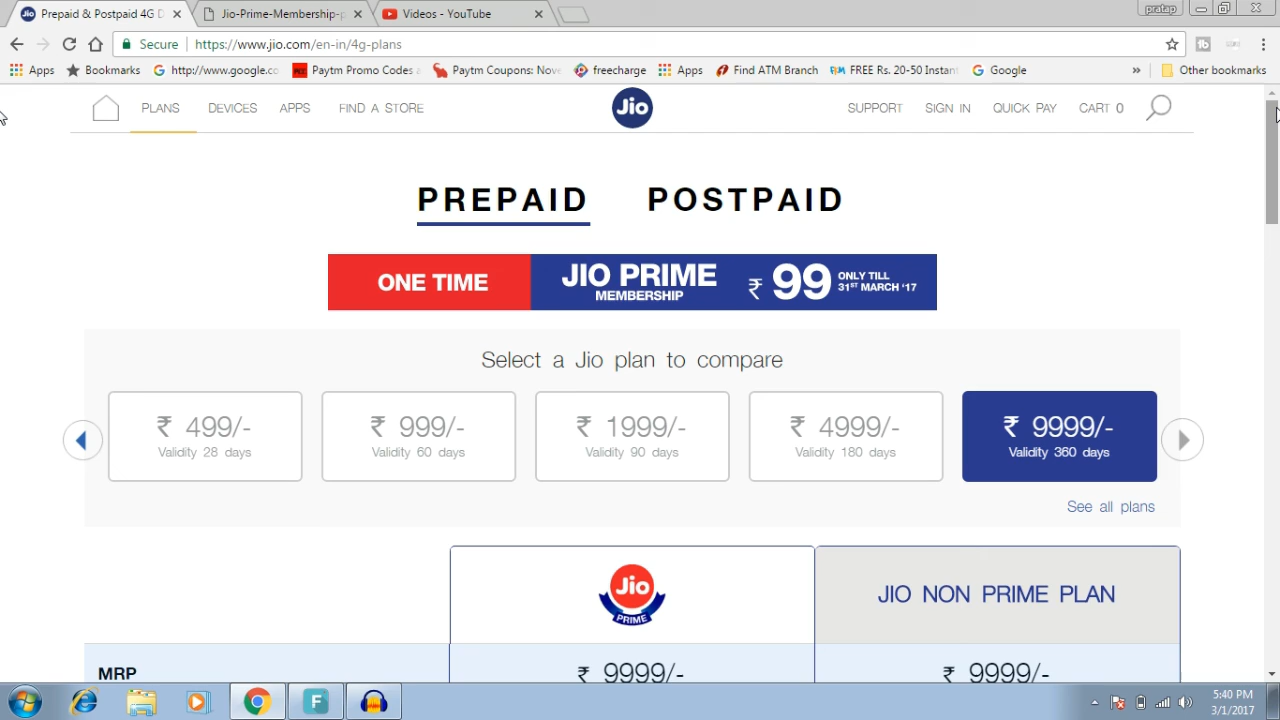 Prepaid & Postpaid 4G D
Jio-Prime-Membership-p
Videos - YouTube
pratap
Secure
https://www.jio.com/en-in/4g-plans
Apps
Bookmarks
http://www.google.co
Paytm Promo Codes a
Paytm Coupons: Nove
freecharge
Apps
Find ATM Branch
FREE Rs. 20-50 Instan
Google
»
Other bookmarks
PLANS
DEVICES
APPS
FIND A STORE
Jio
SUPPORT
SIGN IN
QUICK PAY
CART 0
PREPAID
POSTPAID
ONE TIME
JIO PRIME
MEMBERSHIP
₹ 99
ONLY TILL
31ST MARCH '17
Select a Jio plan to compare
₹ 499/-
Validity 28 days
₹ 999/-
Validity 60 days
₹ 1999/-
Validity 90 days
₹ 4999/-
Validity 180 days
₹ 9999/-
Validity 360 days
See all plans
Jio
PRIME
JIO NON PRIME PLAN
MRP
₹ 9999/-
₹ 9999/-
F
5:40 PM
3/1/2017